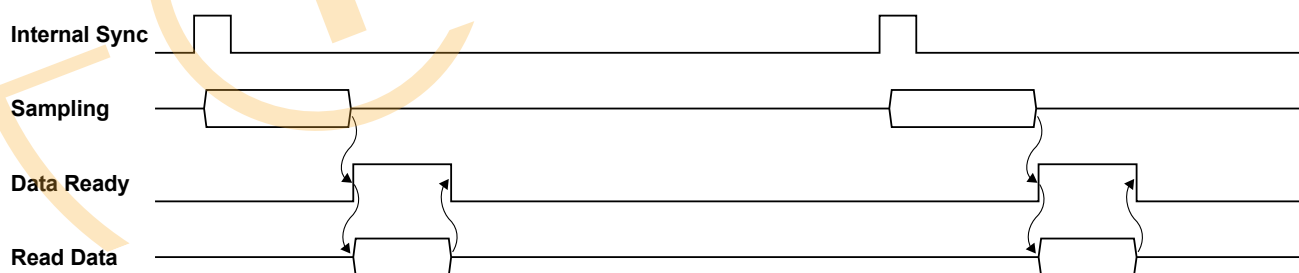 Internal Sync
Sampling
Data Ready
Read Data